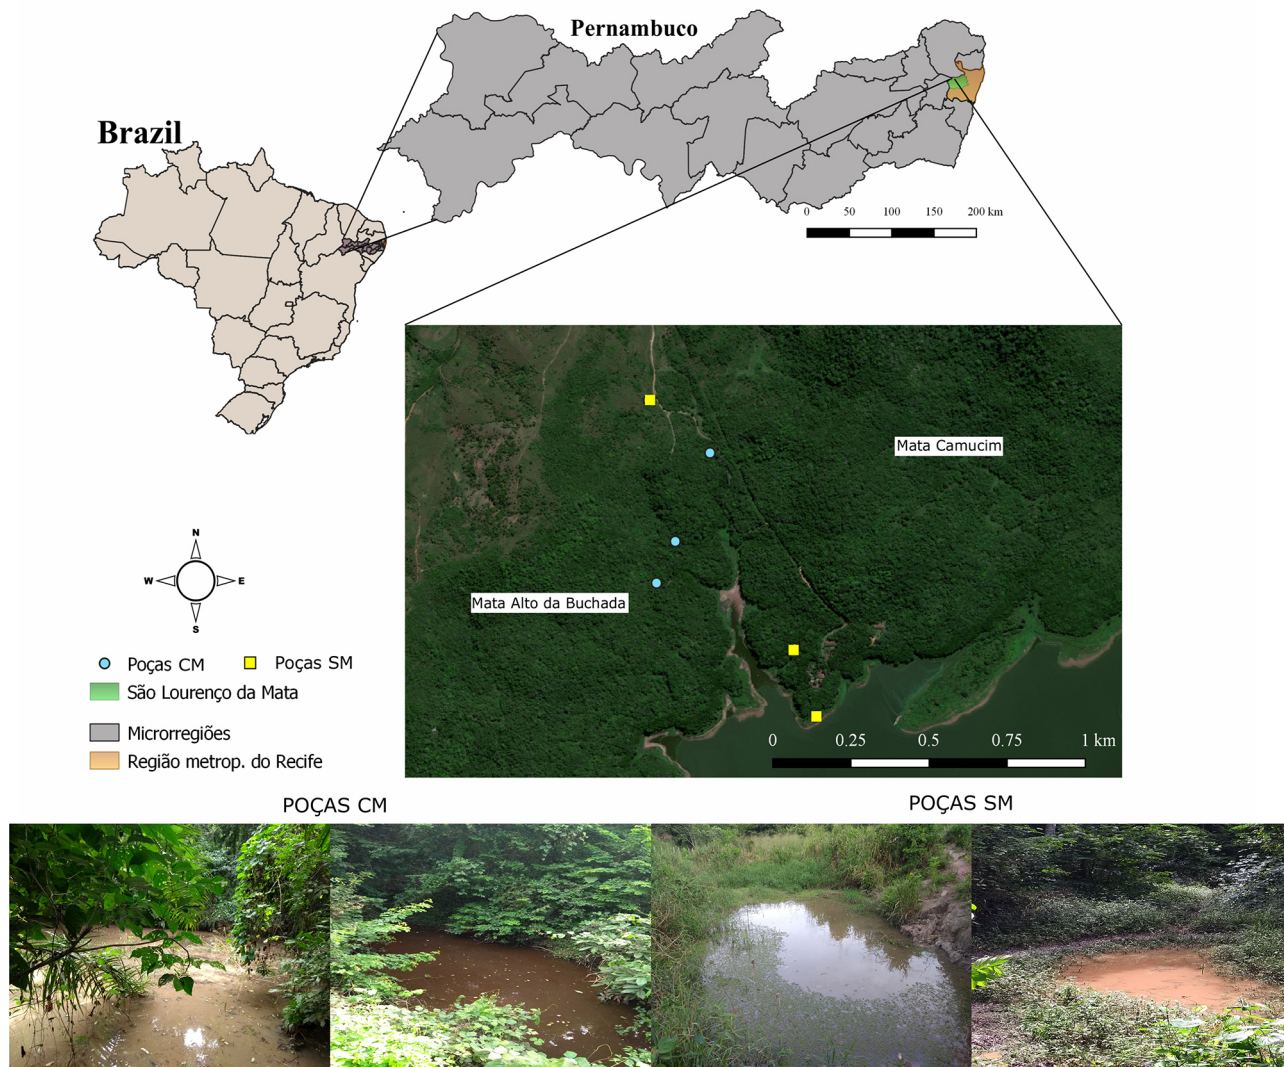 Pernambuco
Brazil
0 50 100 150 200 km
Mata Camucim
Mata Alto da Buchada
N
W E
S
Poças CM Poças SM
São Lourenço da Mata
Microrregiões
Região metrop. do Recife
0 0.25 0.5 0.75 1 km
POÇAS CM POÇAS SM